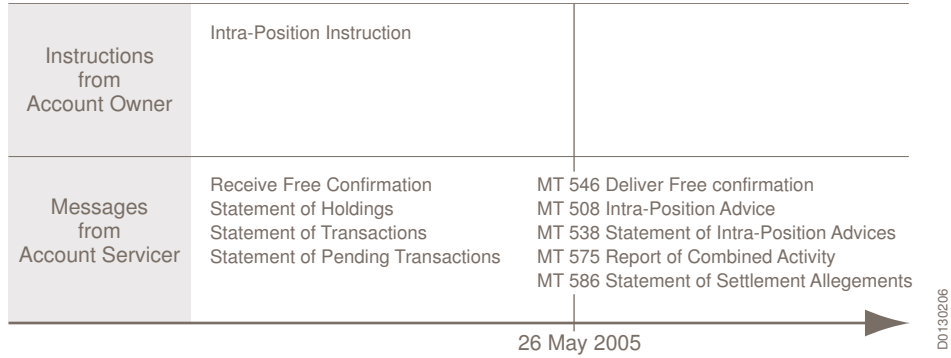 Instructions
from
Account Owner
Intra-Position Instruction
Messages
from
Account Servicer
Receive Free Confirmation
Statement of Holdings
Statement of Transactions
Statement of Pending Transactions
MT 546 Deliver Free confirmation
MT 508 Intra-Position Advice
MT 538 Statement of Intra-Position Advices
MT 575 Report of Combined Activity
MT 586 Statement of Settlement Allegements
26 May 2005
D0130206